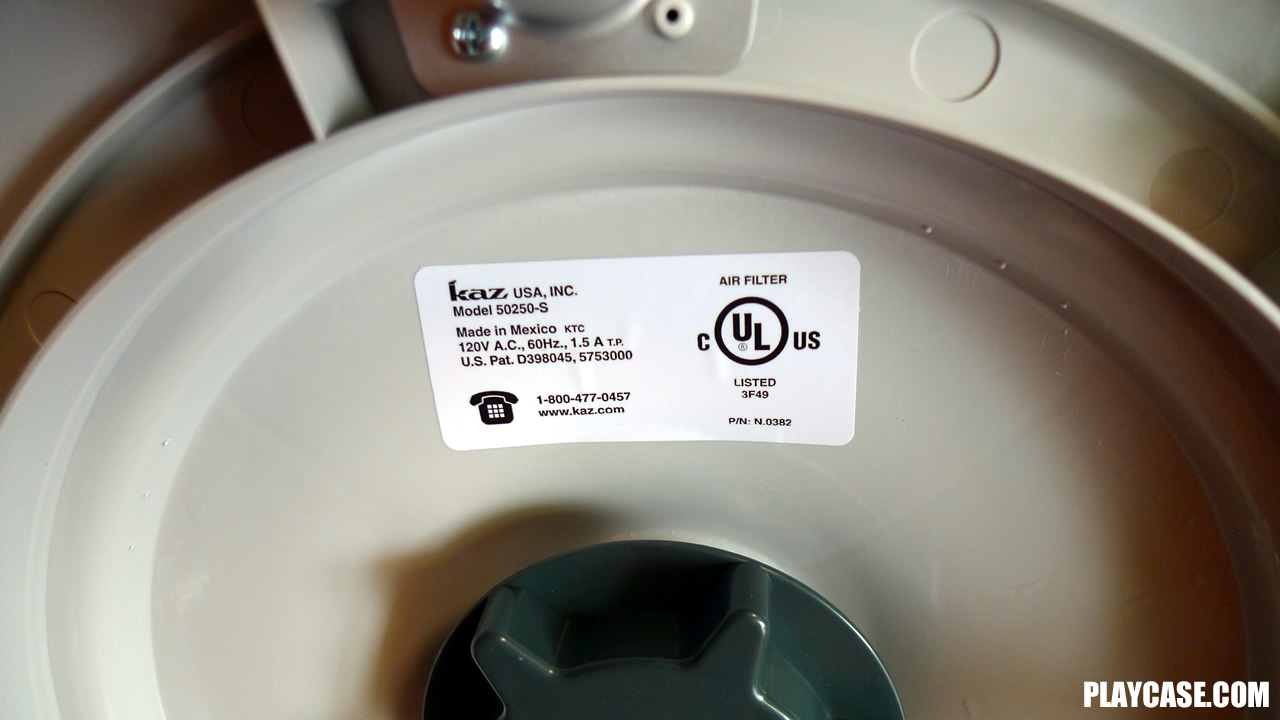 kaz USA, INC.
Model 50250-S
Made in Mexico KTC
120V A.C., 60Hz., 1.5 A T.P.
U.S. Pat. D398045, 5753000
1-800-477-0457
www.kaz.com
AIR FILTER
C UL US
®
LISTED
3F49
P/N: N.0382
PLAYCASE.COM